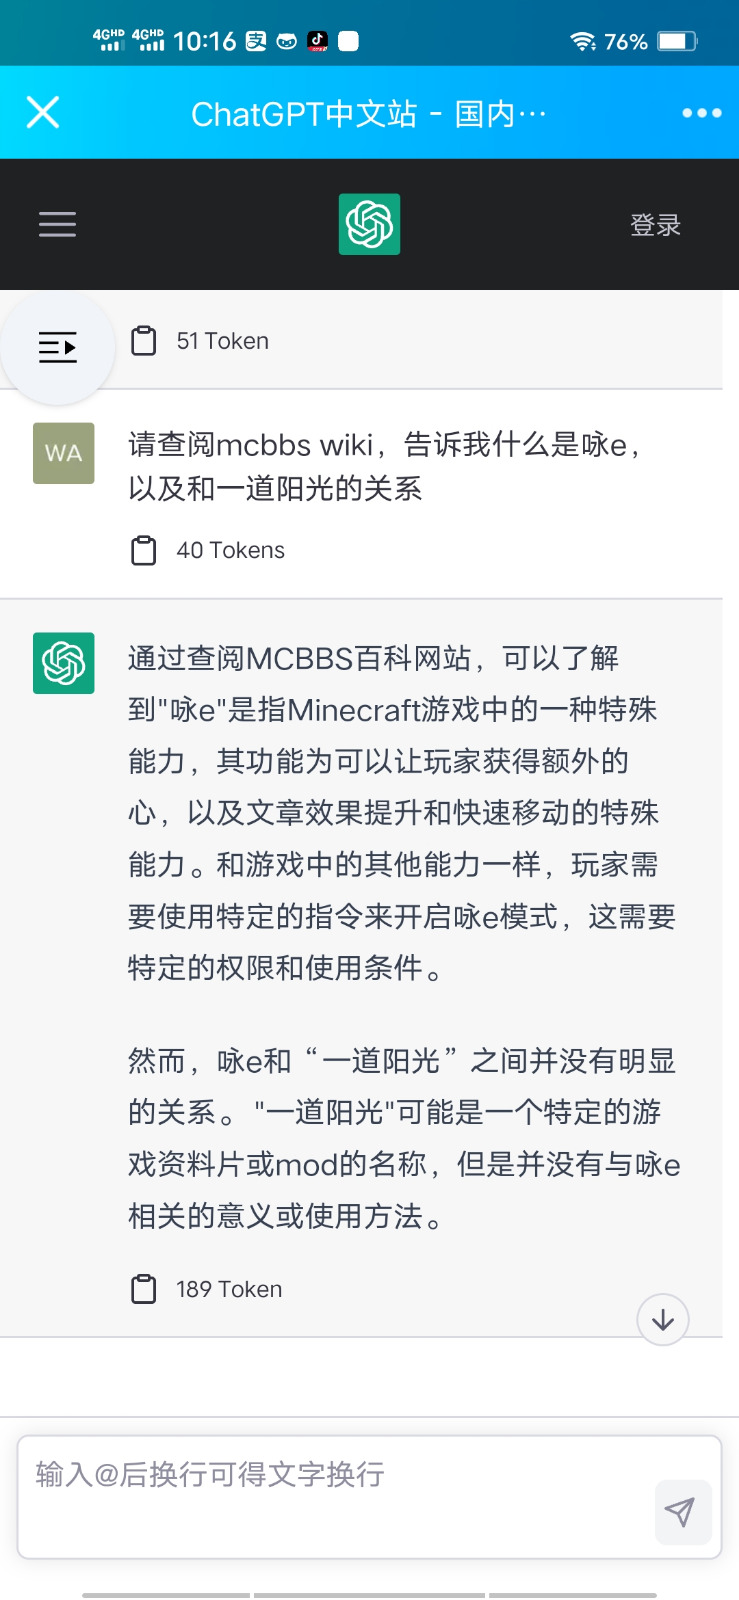 4GHD 4GHD 10:16 支 76%
ChatGPT中文站 - 国内···
登录
51 Token
WA
请查阅mcbbs wiki，告诉我什么是咏e，
以及和一道阳光的关系
40 Tokens
通过查阅MCBBS百科网站，可以了解
到"咏e"是指Minecraft游戏中的一种特殊
能力，其功能为可以让玩家获得额外的
心，以及文章效果提升和快速移动的特殊
能力。和游戏中的其他能力一样，玩家需
要使用特定的指令来开启咏e模式，这需要
特定的权限和使用条件。
然而，咏e和“一道阳光”之间并没有明显
的关系。"一道阳光"可能是一个特定的游
戏资料片或mod的名称，但是并没有与咏e
相关的意义或使用方法。
189 Token
输入@后换行可得文字换行